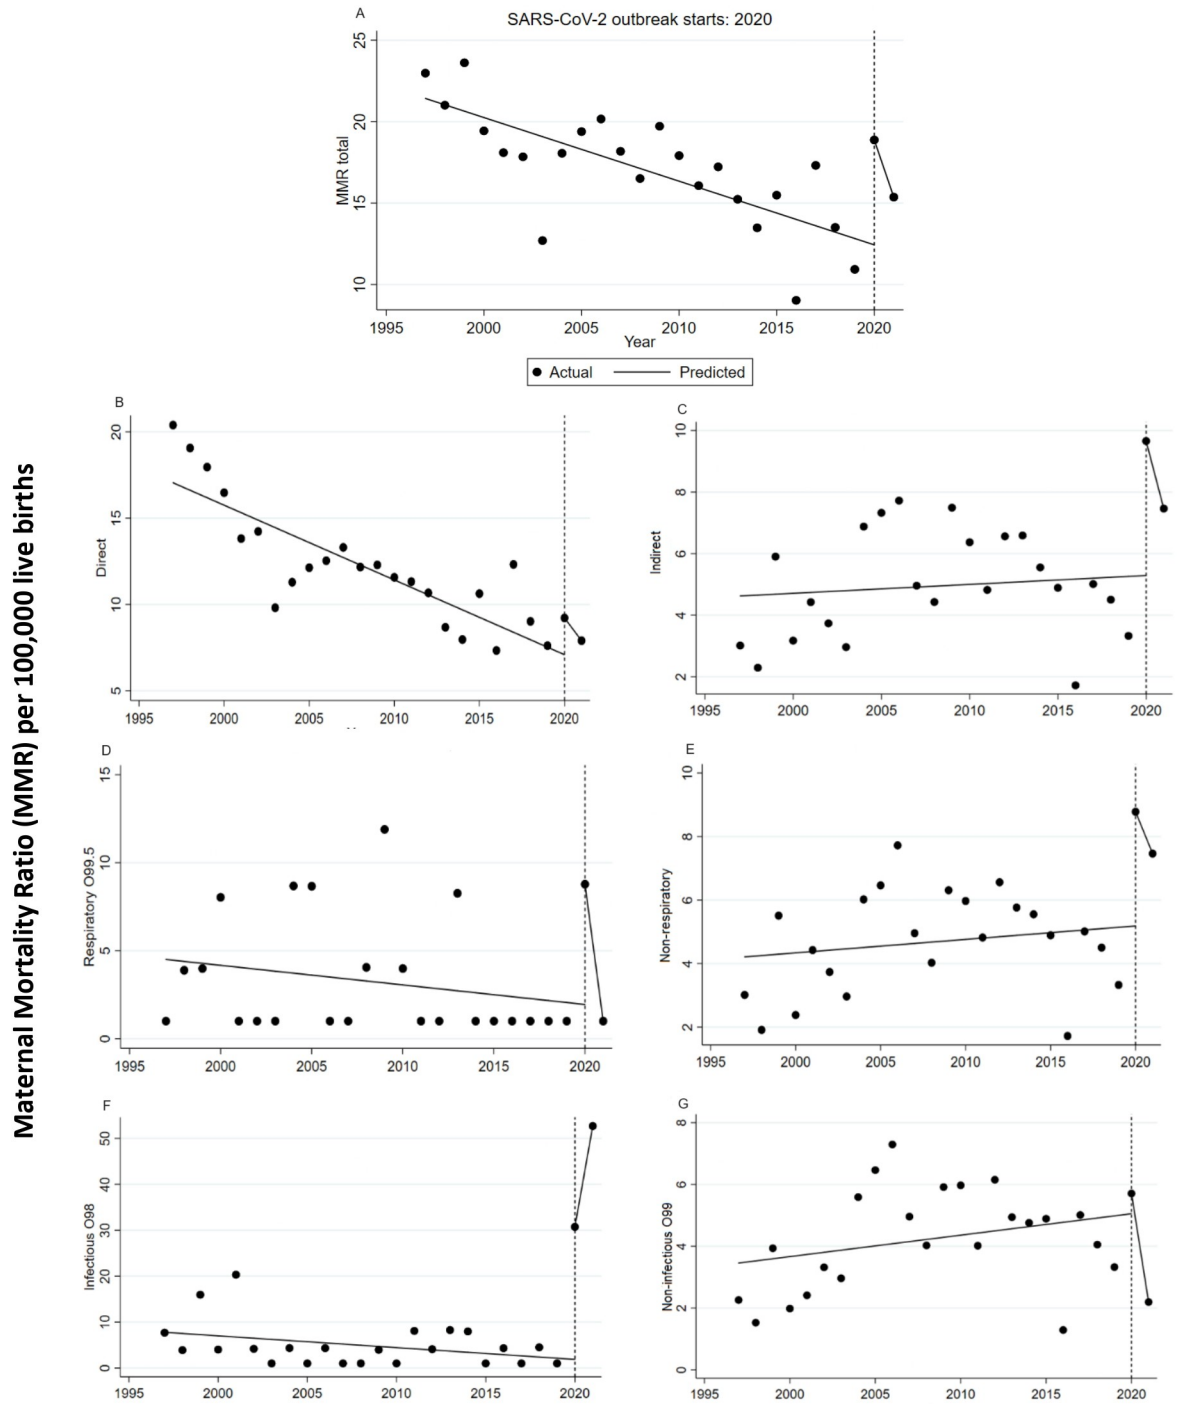 A
SARS-CoV-2 outbreak starts: 2020
25
20
15
10
MMR total
1995 2000 2005 2010 2015 2020
Year
Actual Predicted
Maternal Mortality Ratio (MMR) per 100,000 live births
B
20
15
10
5
Direct
1995 2000 2005 2010 2015 2020
C
10
8
6
4
2
Indirect
1995 2000 2005 2010 2015 2020
D
15
10
5
0
Respiratory O99.5
1995 2000 2005 2010 2015 2020
E
10
8
6
4
2
Non-respiratory
1995 2000 2005 2010 2015 2020
F
50
40
30
20
10
0
Infectious O98
1995 2000 2005 2010 2015 2020
G
8
6
4
2
0
Non-infectious O99
1995 2000 2005 2010 2015 2020